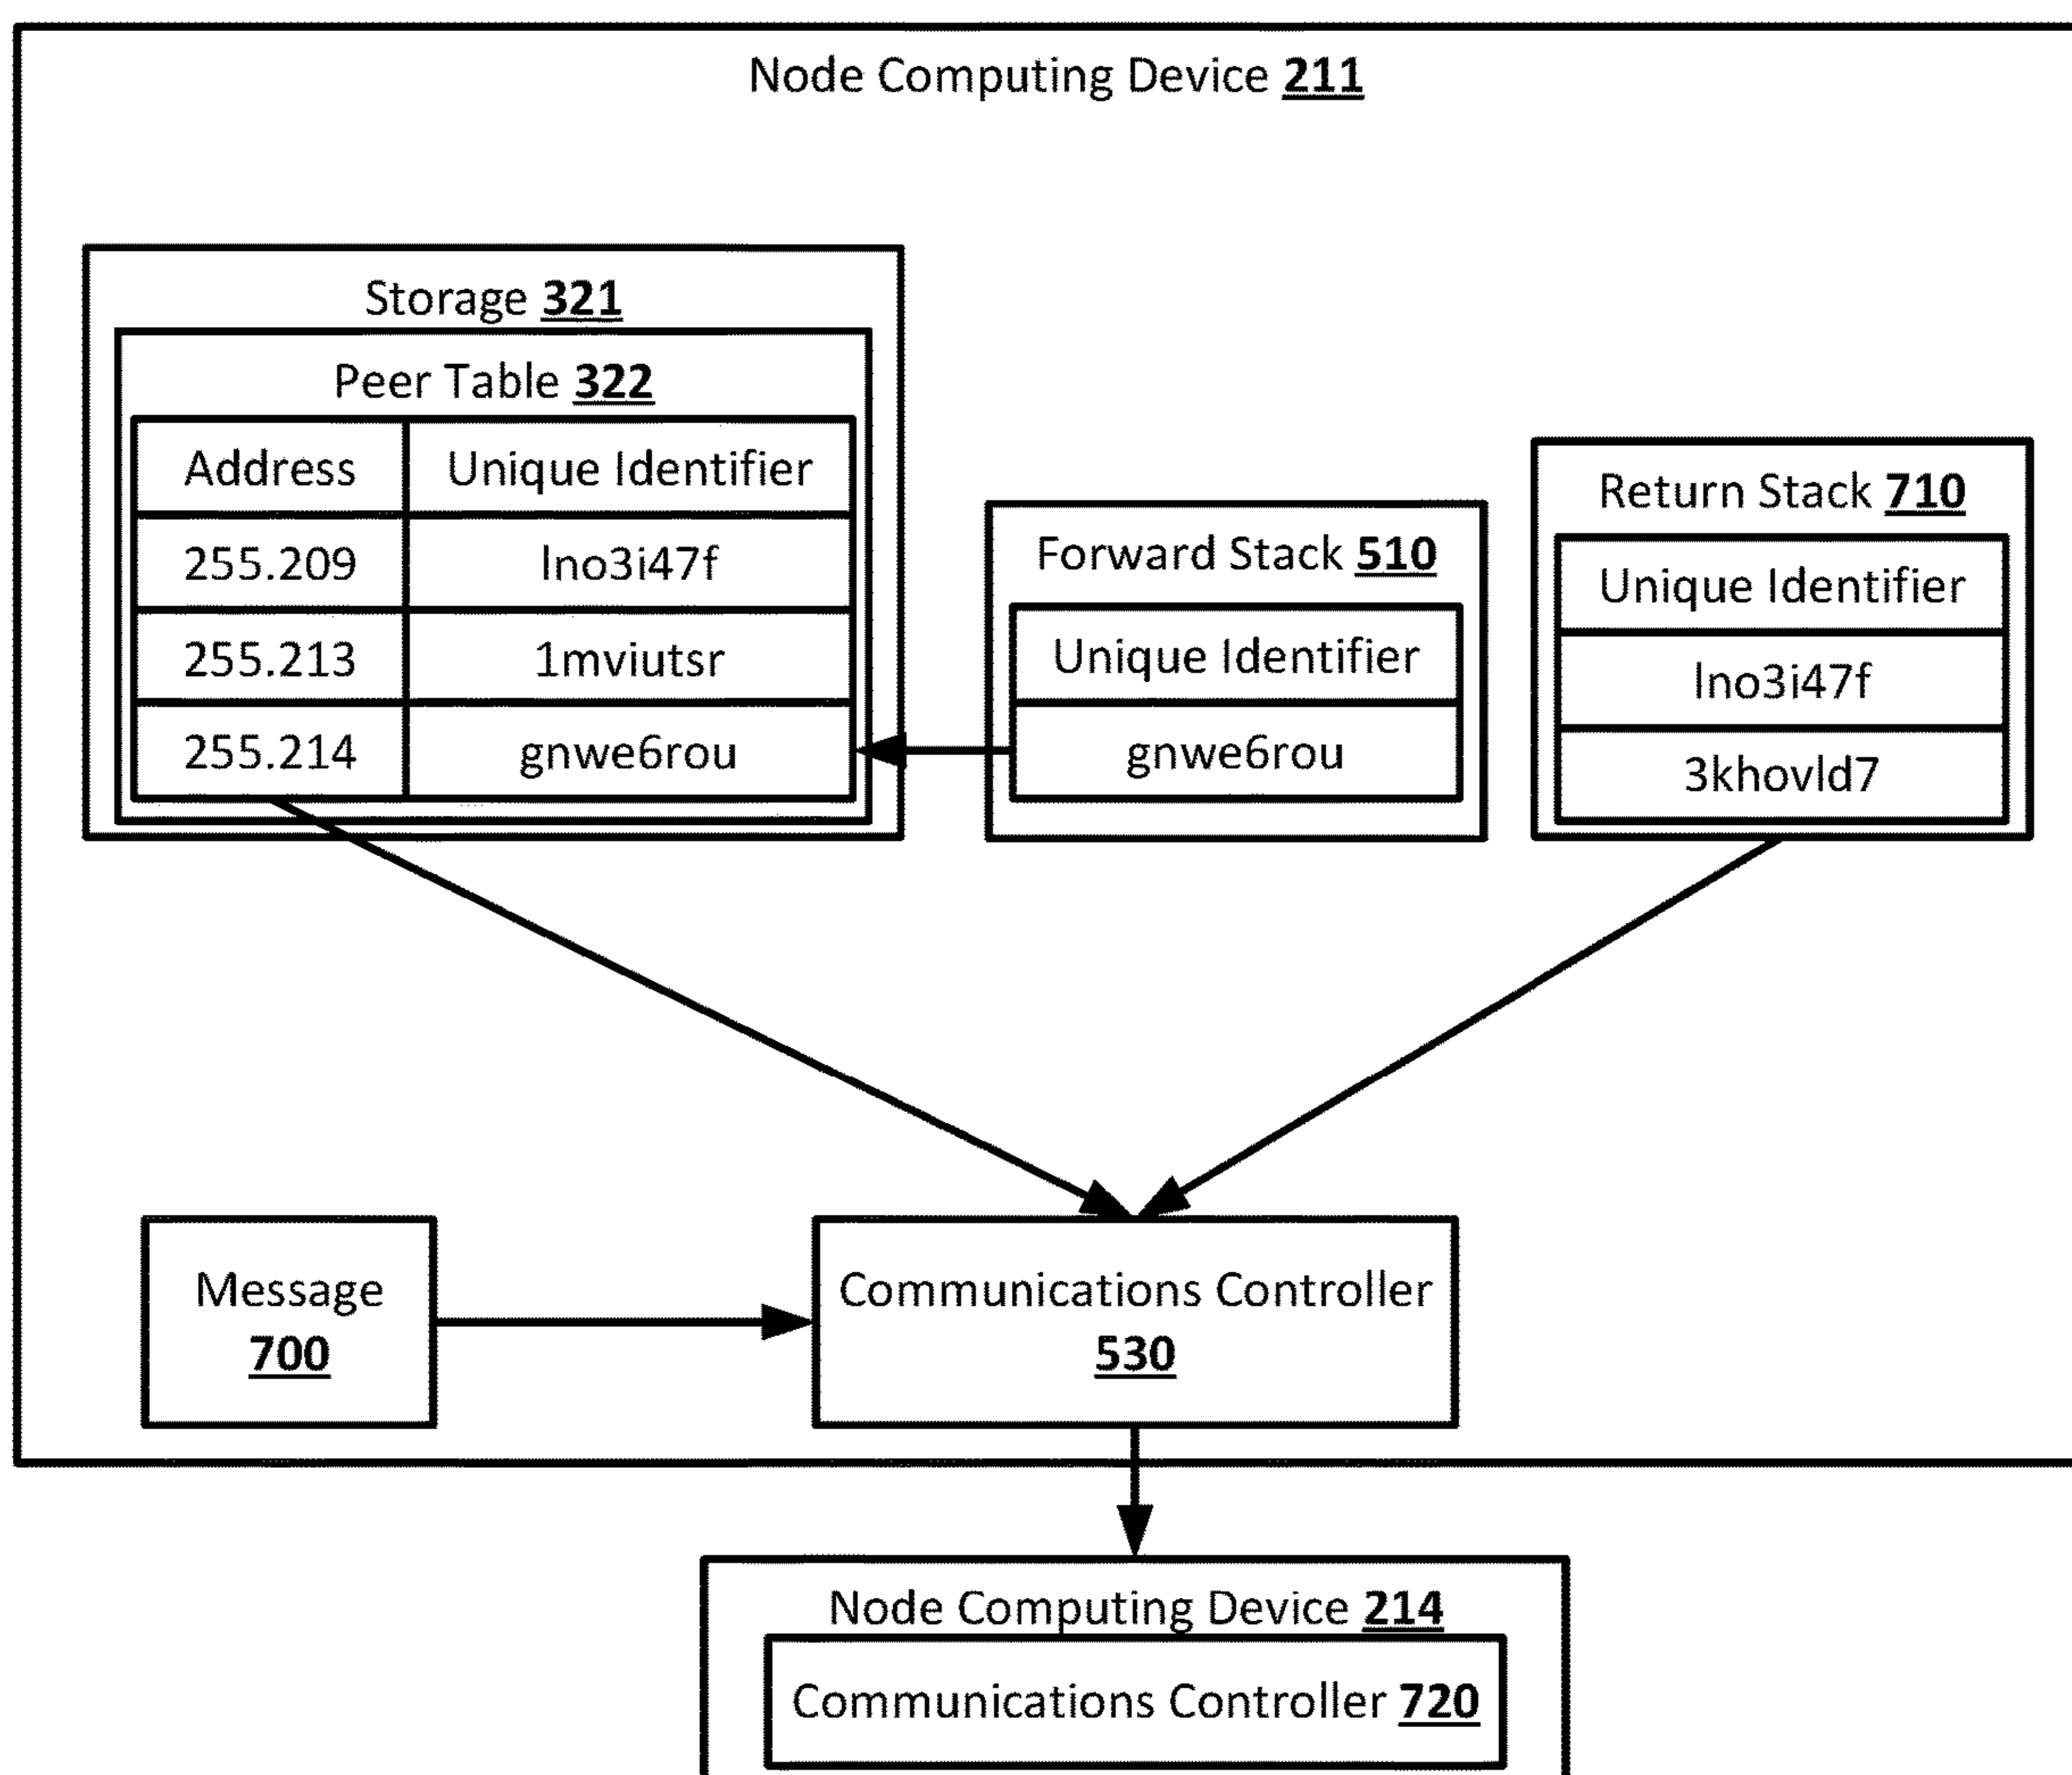 Node Computing Device 211
Storage 321
Peer Table 322
Address Unique Identifier
255.209 lno3i47f
255.213 1mviutsr
255.214 gnwe6rou
Forward Stack 510
Unique Identifier
gnwe6rou
Return Stack 710
Unique Identifier
lno3i47f
3khovld7
Message
700
Communications Controller
530
Node Computing Device 214
Communications Controller 720